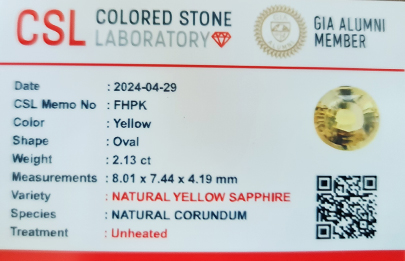 CSL COLORED STONE LABORATORY
GIA ALUMNI MEMBER
Date : 2024-04-29
CSL Memo No : FHPK
Color : Yellow
Shape : Oval
Weight : 2.13 ct
Measurements : 8.01 x 7.44 x 4.19 mm
Variety : NATURAL YELLOW SAPPHIRE
Species : NATURAL CORUNDUM
Treatment : Unheated